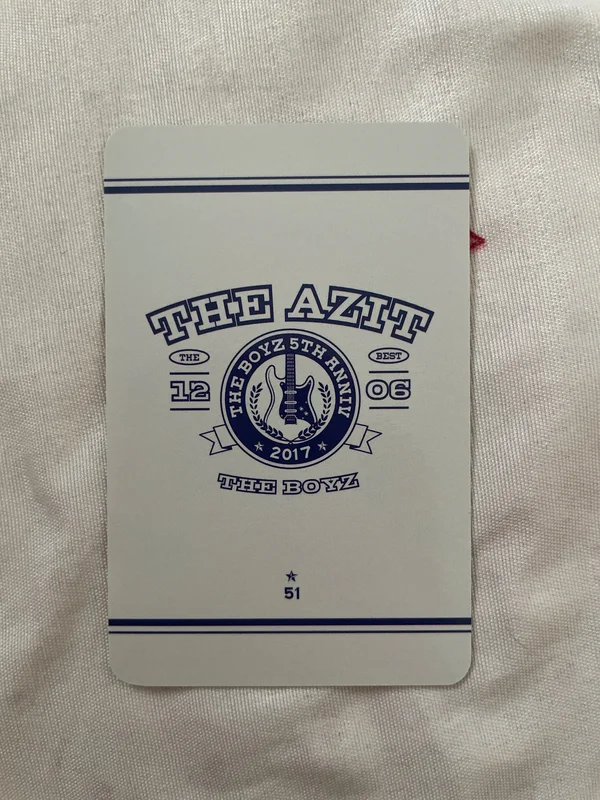 THE AZIT
THE BEST
12 06
THE BOYZ 5TH ANNIV
2017
THE BOYZ
51